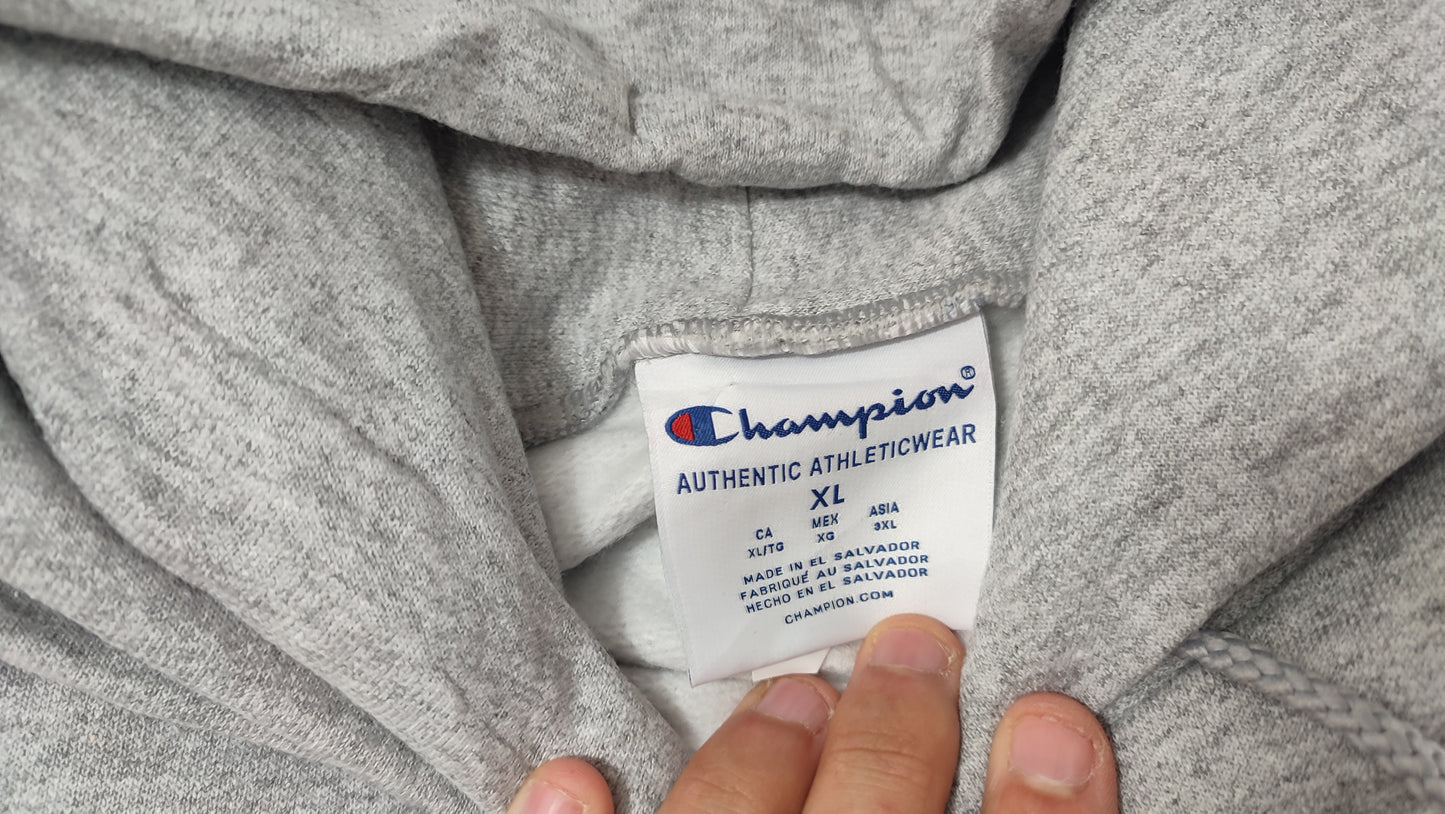 Champion®
AUTHENTIC ATHLETICWEAR
XL
CA MEX ASIA
XL/TG XG 3XL
MADE IN EL SALVADOR
FABRIQUÉ AU SALVADOR
HECHO EN EL SALVADOR
CHAMPION.COM